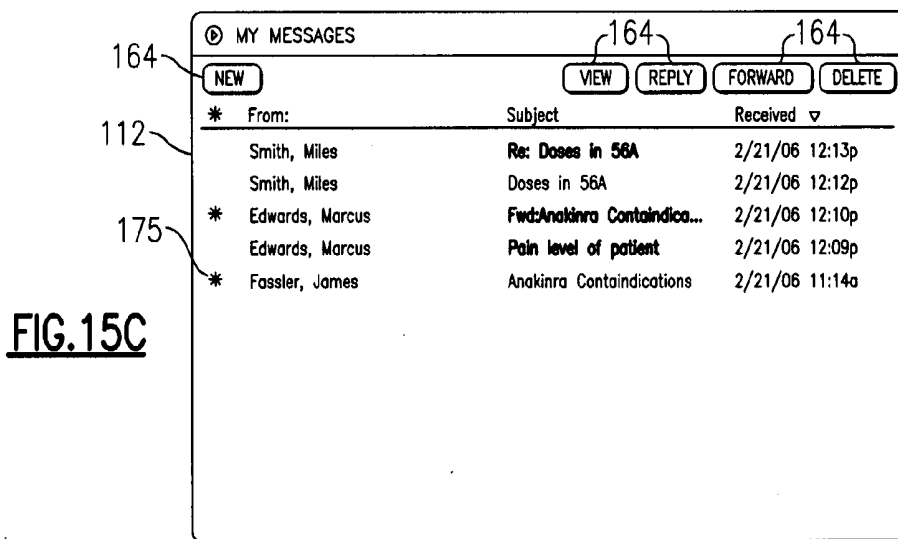 MY MESSAGES
164 164 164
NEW VIEW REPLY FORWARD DELETE
* From: Subject Received ▽
112
Smith, Miles Re: Doses in 56A 2/21/06 12:13p
Smith, Miles Doses in 56A 2/21/06 12:12p
* Edwards, Marcus Fwd:Anakinra Containdica... 2/21/06 12:10p
175
Edwards, Marcus Pain level of patient 2/21/06 12:09p
* Fassler, James Anakinra Containdications 2/21/06 11:14a
FIG.15C